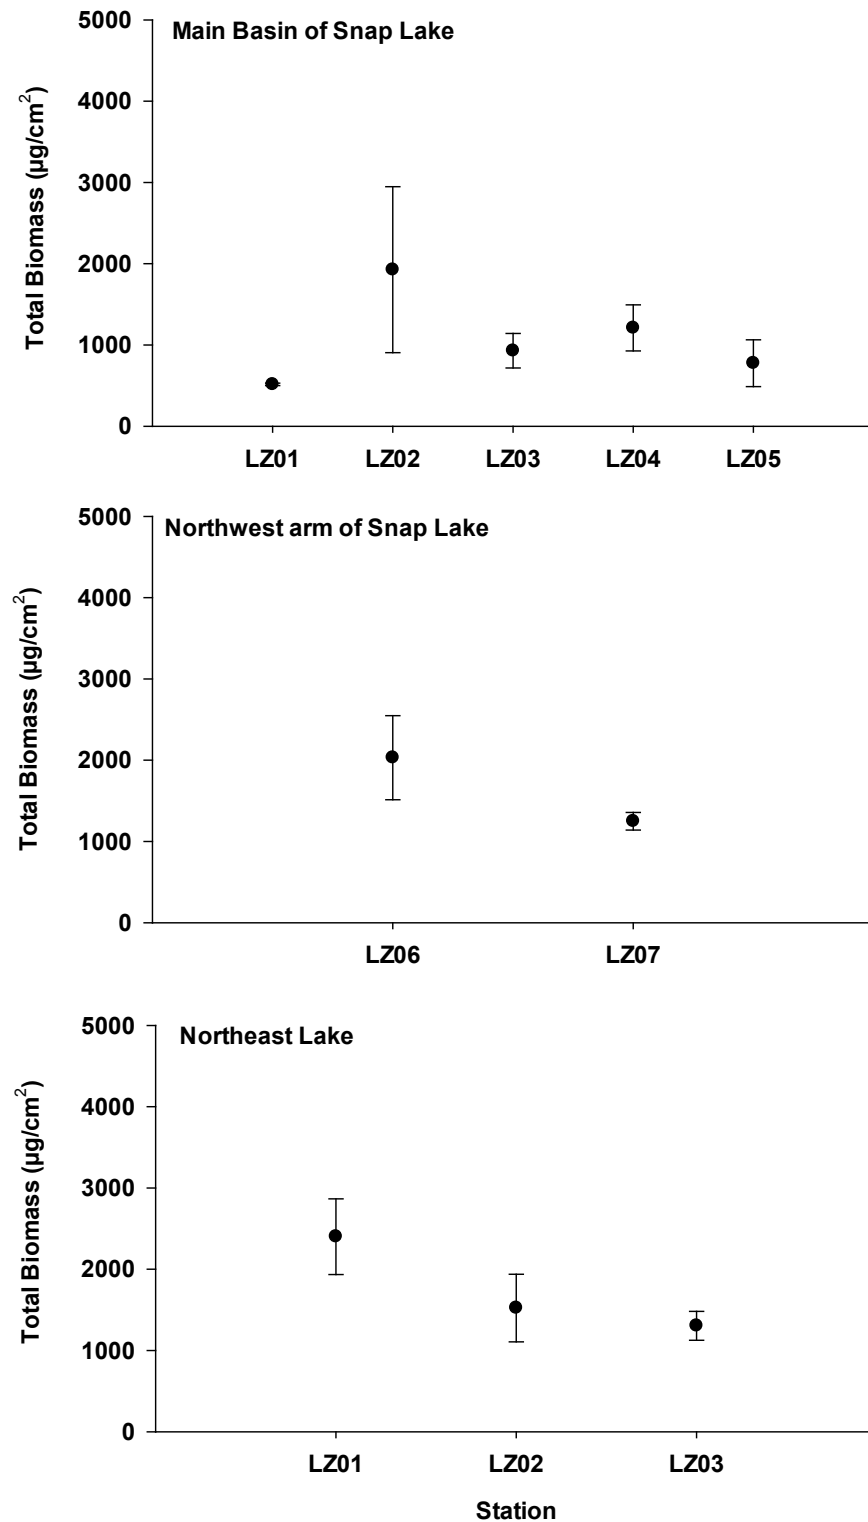 Main Basin of Snap Lake
Total Biomass (µg/cm²)
5000
4000
3000
2000
1000
0
LZ01 LZ02 LZ03 LZ04 LZ05
Northwest arm of Snap Lake
Total Biomass (µg/cm²)
5000
4000
3000
2000
1000
0
LZ06 LZ07
Northeast Lake
Total Biomass (µg/cm²)
5000
4000
3000
2000
1000
0
LZ01 LZ02 LZ03
Station